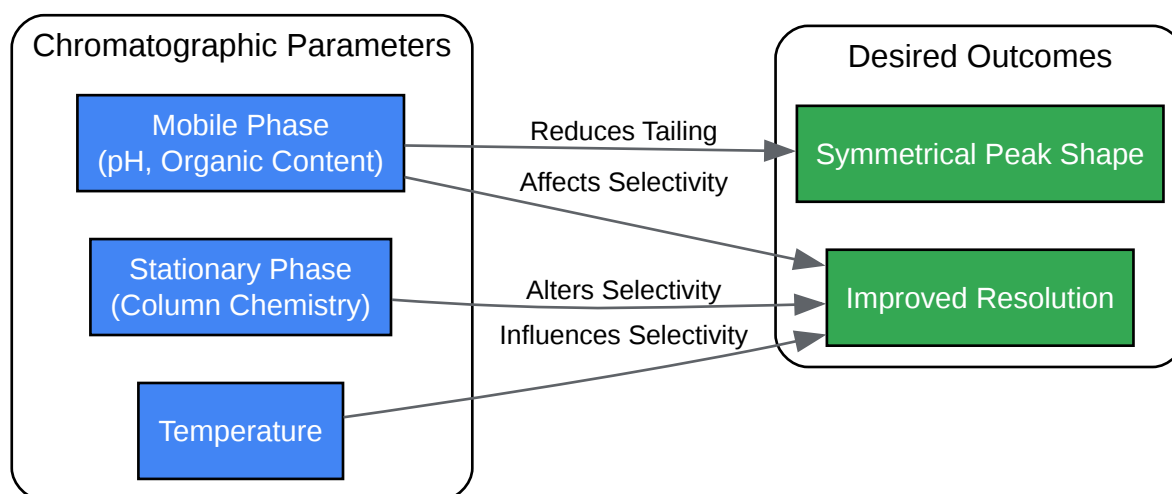 Chromatographic Parameters
Mobile Phase
(pH, Organic Content)
Stationary Phase
(Column Chemistry)
Temperature
Reduces Tailing
Affects Selectivity
Alters Selectivity
Influences Selectivity
Desired Outcomes
Symmetrical Peak Shape
Improved Resolution